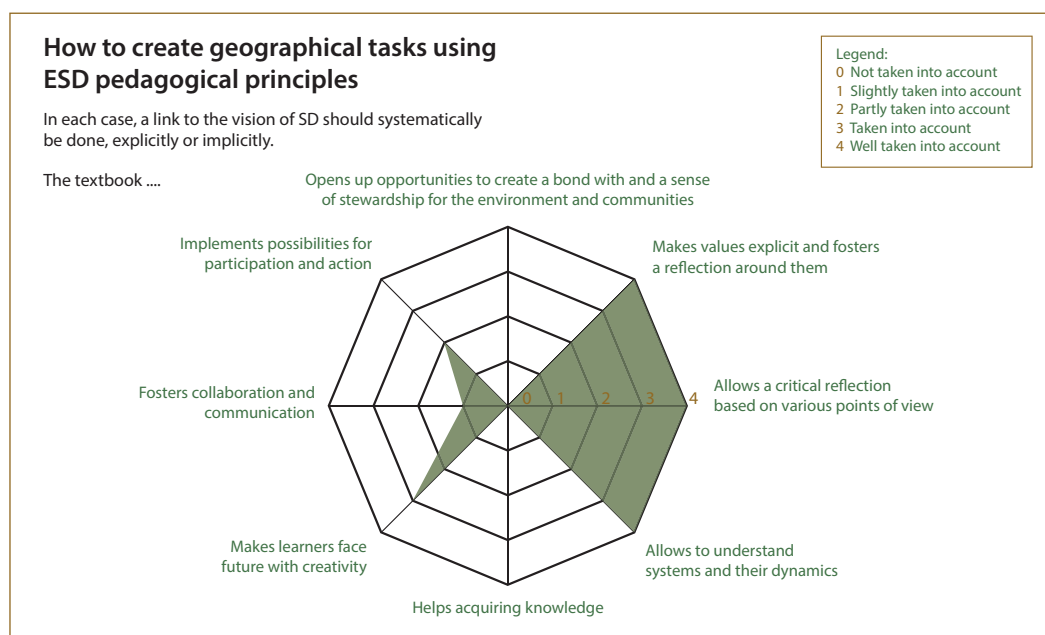 How to create geographical tasks using
ESD pedagogical principles
In each case, a link to the vision of SD should systematically
be done, explicitly or implicitly.
The textbook ....
Legend:
0 Not taken into account
1 Slightly taken into account
2 Partly taken into account
3 Taken into account
4 Well taken into account
Opens up opportunities to create a bond with and a sense
of stewardship for the environment and communities
Implements possibilities for
participation and action
Makes values explicit and fosters
a reflection around them
Fosters collaboration and
communication
0 1 2 3 4
Allows a critical reflection
based on various points of view
Makes learners face
future with creativity
Allows to understand
systems and their dynamics
Helps acquiring knowledge